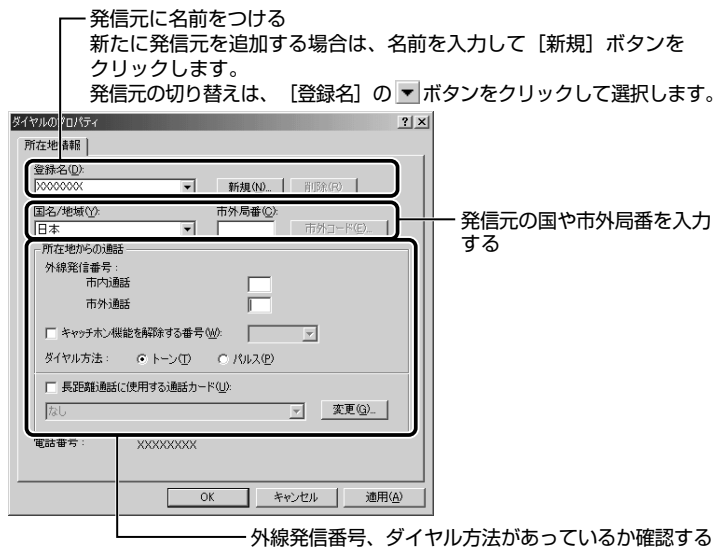 発信元に名前をつける
新たに発信元を追加する場合は、名前を入力して［新規］ボタンを
クリックします。
発信元の切り替えは、［登録名］の▼ボタンをクリックして選択します。
ダイヤルのプロパティ
所在地情報
登録名(D):
XXXXXXX
新規(N)...
削除(R)
国名/地域(Y):
市外局番(C):
日本
市外コード(E)...
発信元の国や市外局番を入力
する
所在地からの通話
外線発信番号：
市内通話
市外通話
キャッチホン機能を解除する番号(W):
ダイヤル方法：
トーン(T)
パルス(P)
長距離通話に使用する通話カード(U):
なし
変更(G)...
電話番号：
XXXXXXXX
OK
キャンセル
適用(A)
外線発信番号、ダイヤル方法があっているか確認する